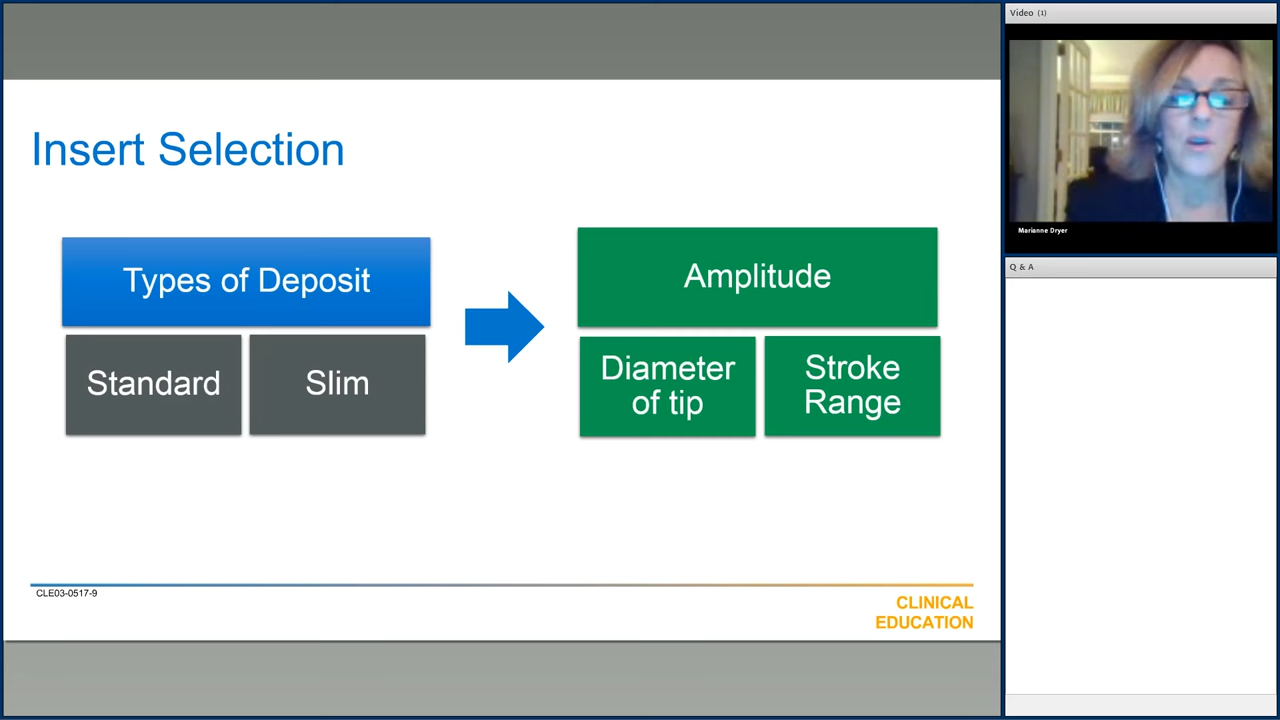 Insert Selection
Types of Deposit
Standard
Slim
Amplitude
Diameter
of tip
Stroke
Range
CLE03-0517-9
CLINICAL
EDUCATION
Video (1)
Marianne Dryer
Q & A